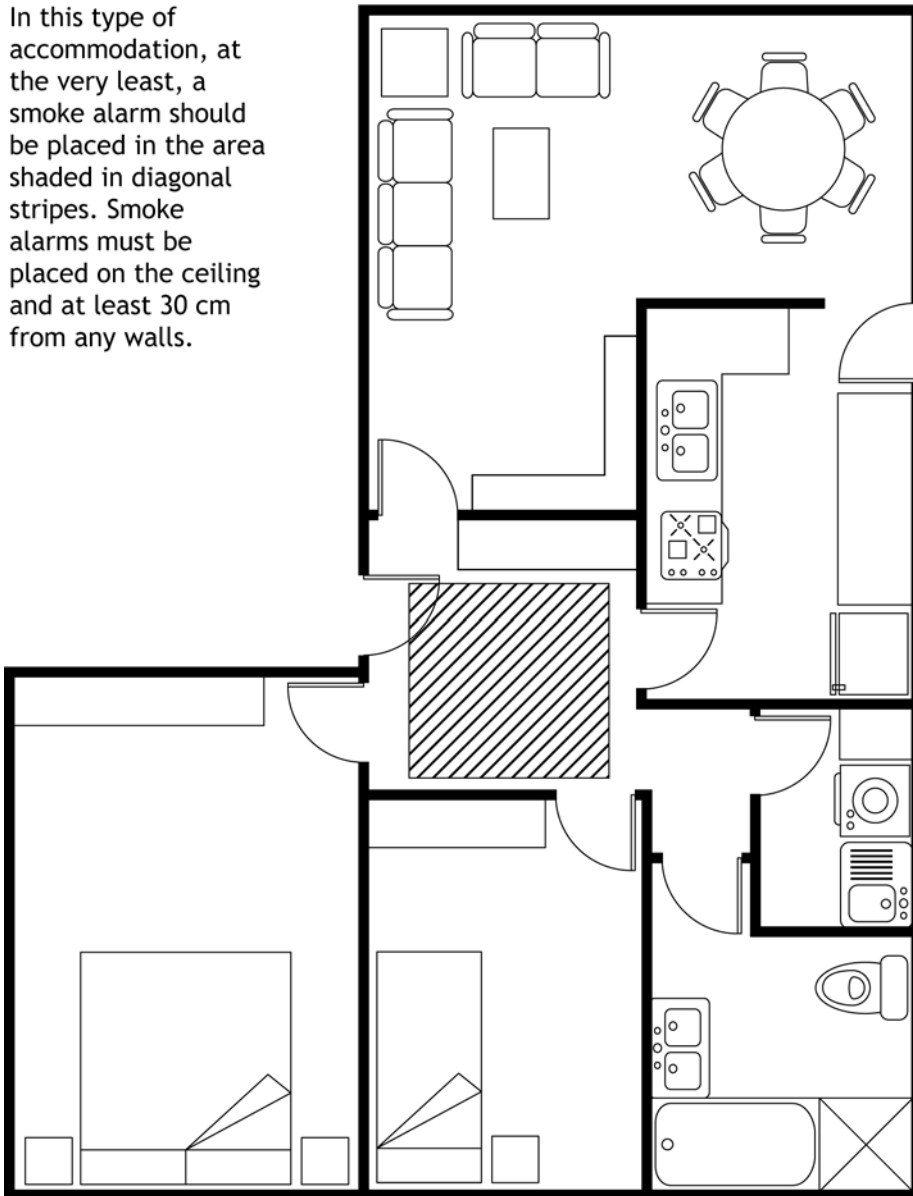 In this type of
accommodation, at
the very least, a
smoke alarm should
be placed in the area
shaded in diagonal
stripes. Smoke
alarms must be
placed on the ceiling
and at least 30 cm
from any walls.